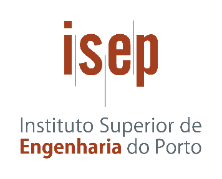 isep
Instituto Superior de
Engenharia do Porto